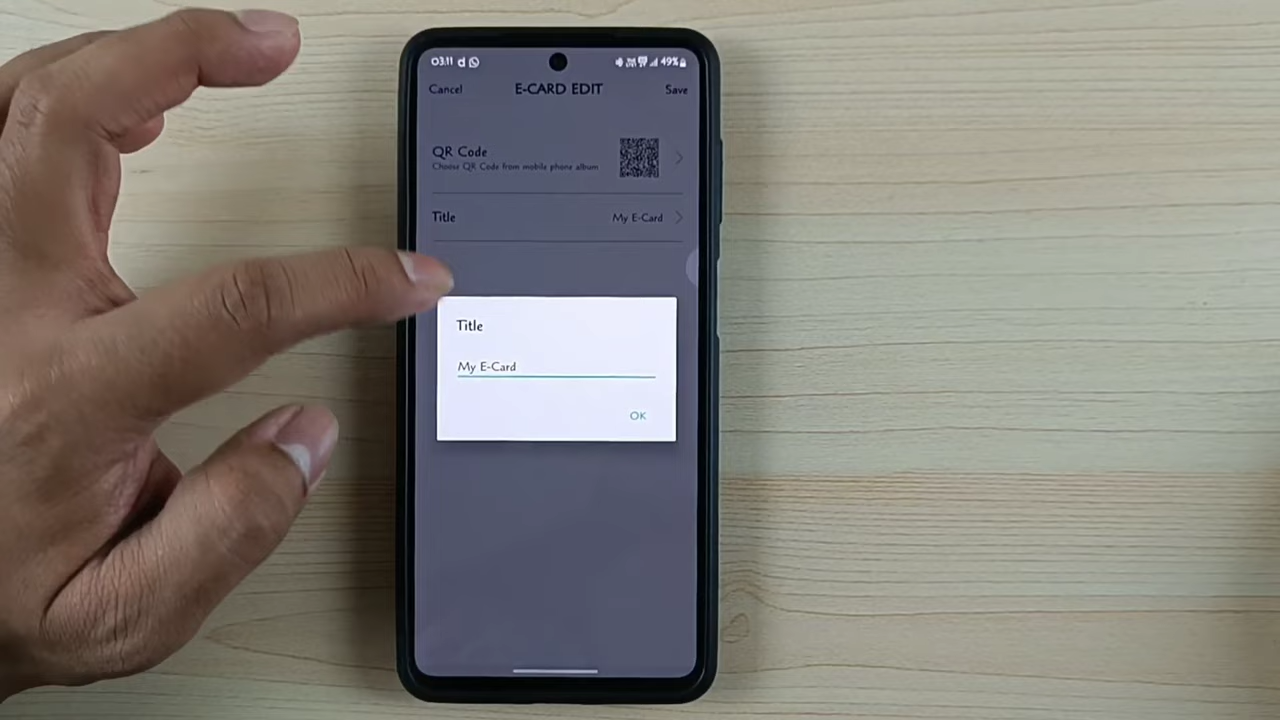 03:11
49%
Cancel E-CARD EDIT Save
QR Code
Choose QR Code from mobile phone album
Title My E-Card
Title
My E-Card
OK